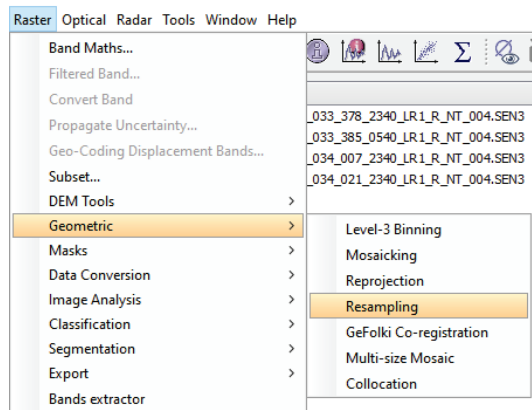 Raster Optical Radar Tools Window Help
Band Maths...
Filtered Band...
Convert Band
Propagate Uncertainty...
Geo-Coding Displacement Bands...
Subset...
DEM Tools
Geometric
Masks
Data Conversion
Image Analysis
Classification
Segmentation
Export
Bands extractor
Σ
_033_378_2340_LR1_R_NT_004.SEN3
_033_385_0540_LR1_R_NT_004.SEN3
_034_007_2340_LR1_R_NT_004.SEN3
_034_021_2340_LR1_R_NT_004.SEN3
Level-3 Binning
Mosaicking
Reprojection
Resampling
GeFolki Co-registration
Multi-size Mosaic
Collocation